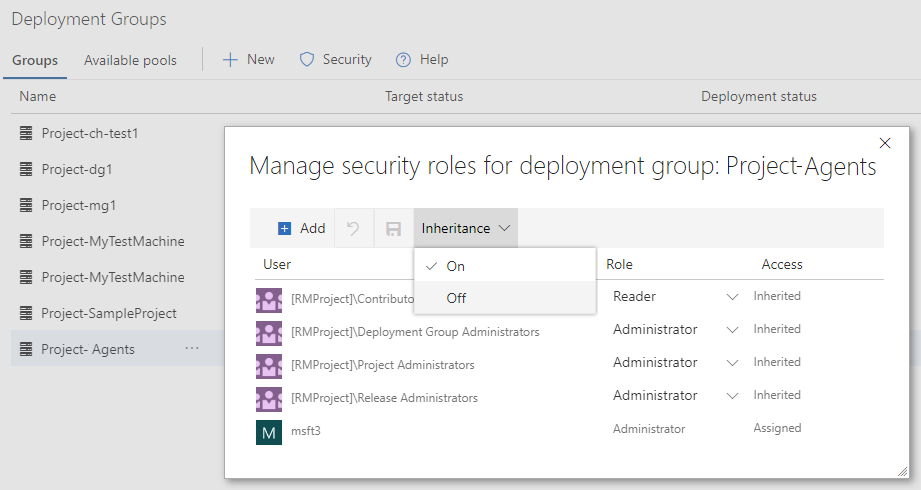 Deployment Groups
Groups Available pools New Security Help
Name Target status Deployment status
Project-ch-test1
Project-dg1
Project-mg1
Project-MyTestMachine
Project-MyTestMachine
Project-SampleProject
Project- Agents ...
Manage security roles for deployment group: Project-Agents
Add Inheritance
On
Off
User Role Access
[RMProject]\Contributo Reader Inherited
[RMProject]\Deployment Group Administrators Administrator Inherited
[RMProject]\Project Administrators Administrator Inherited
[RMProject]\Release Administrators Administrator Inherited
M msft3 Administrator Assigned